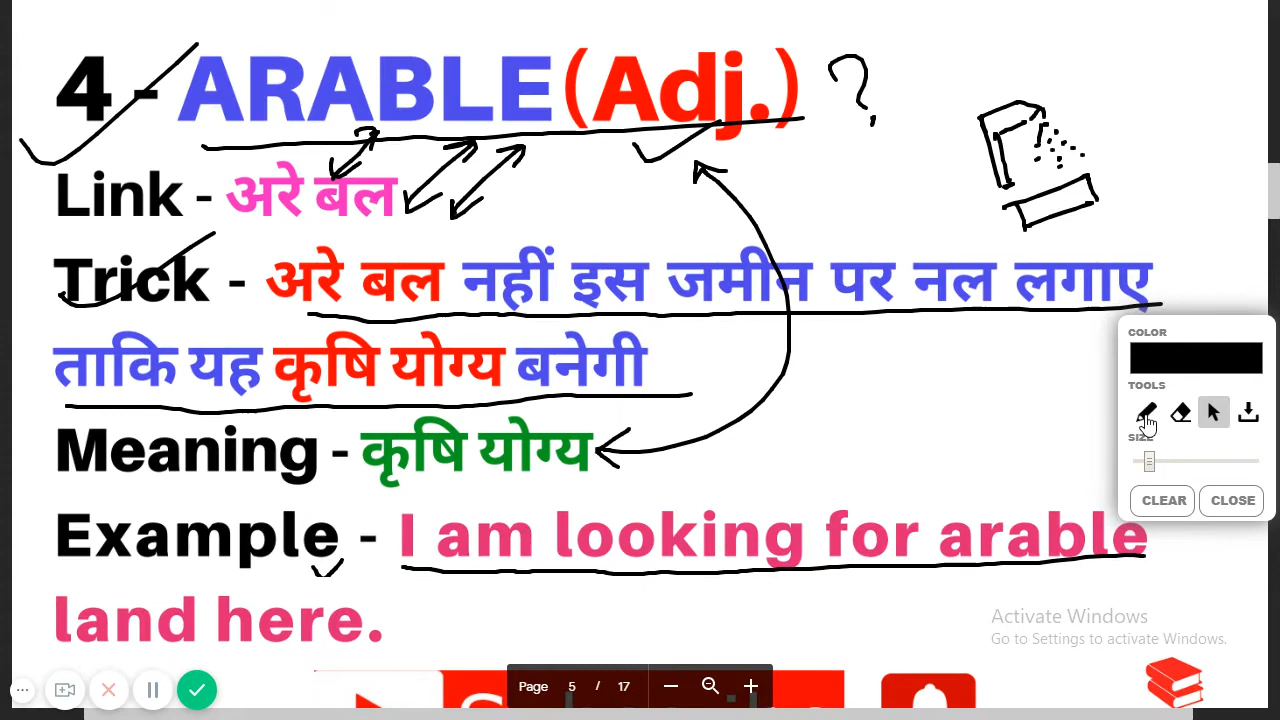 4 - ARABLE(Adj.) ?
Link - अरे बल
Trick - अरे बल नहीं इस जमीन पर नल लगाए
ताकि यह कृषि योग्य बनेगी
Meaning - कृषि योग्य
Example - I am looking for arable
land here.
COLOR
TOOLS
SIZE
CLEAR CLOSE
Activate Windows
Go to Settings to activate Windows.
Page 5 / 17